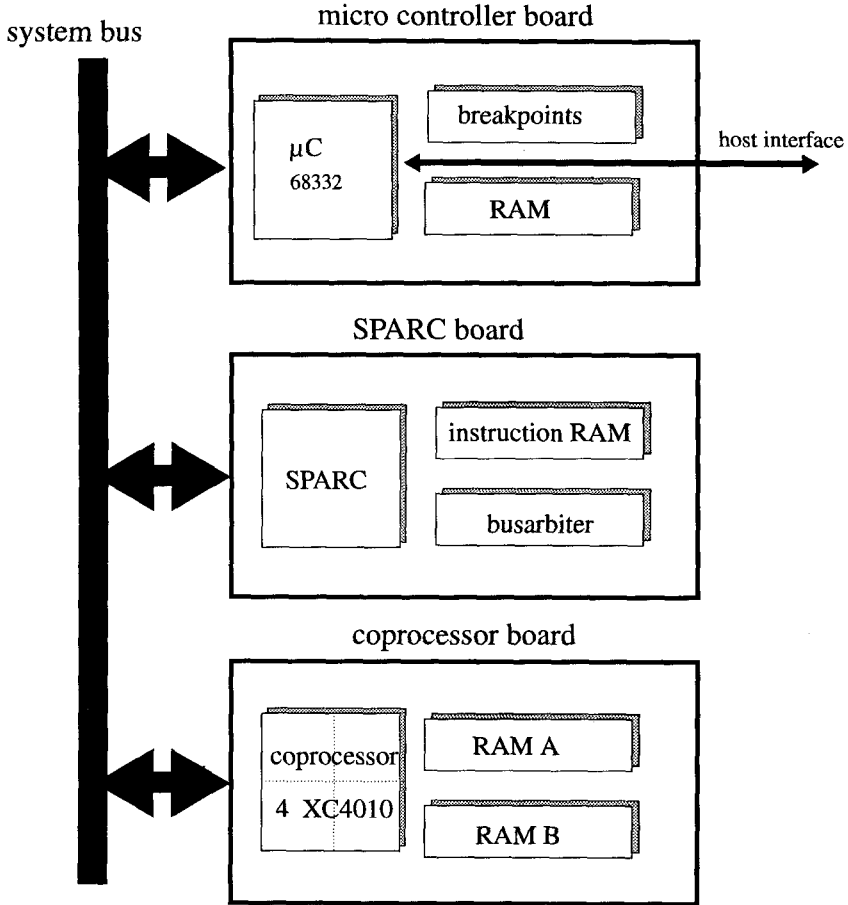 micro controller board
system bus
breakpoints
µC
68332
host interface
RAM
SPARC board
instruction RAM
SPARC
busarbiter
coprocessor board
RAM A
coprocessor
4 XC4010
RAM B